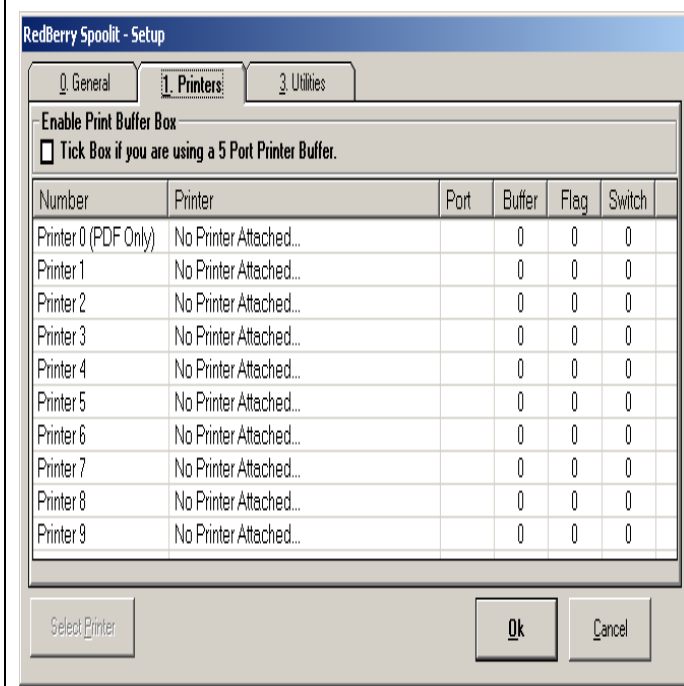 RedBerry Spoolit - Setup
0. General 1. Printers 3. Utilities
Enable Print Buffer Box
Tick Box if you are using a 5 Port Printer Buffer.
Number Printer Port Buffer Flag Switch
Printer 0 (PDF Only) No Printer Attached... 0 0 0
Printer 1 No Printer Attached... 0 0 0
Printer 2 No Printer Attached... 0 0 0
Printer 3 No Printer Attached... 0 0 0
Printer 4 No Printer Attached... 0 0 0
Printer 5 No Printer Attached... 0 0 0
Printer 6 No Printer Attached... 0 0 0
Printer 7 No Printer Attached... 0 0 0
Printer 8 No Printer Attached... 0 0 0
Printer 9 No Printer Attached... 0 0 0
Select Printer Ok Cancel